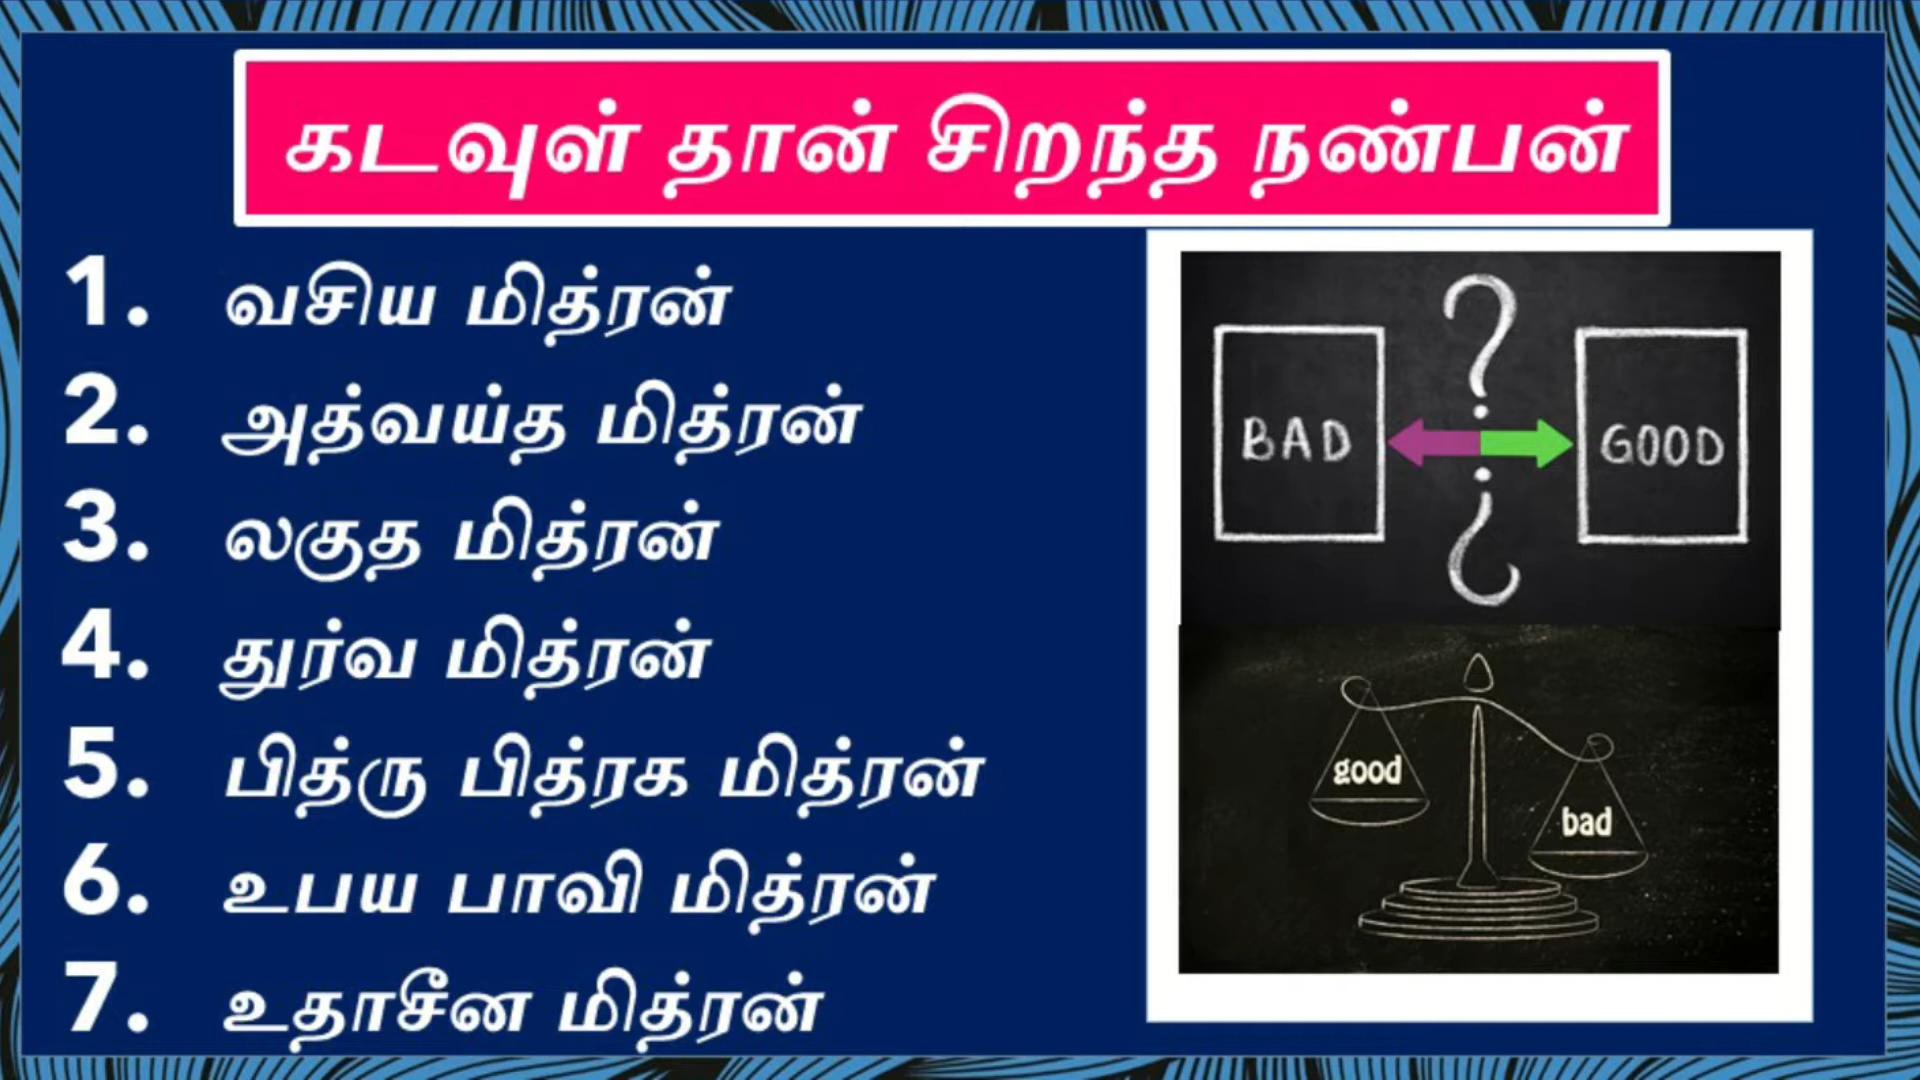 கடவுள் தான் சிறந்த நண்பன்
1. வசிய மித்ரன்
2. அத்வய்த மித்ரன்
3. லகுத மித்ரன்
4. துர்வ மித்ரன்
5. பித்ரு பித்ரக மித்ரன்
6. உபய பாவி மித்ரன்
7. உதாசீன மித்ரன்
?
BAD GOOD
?
good
bad